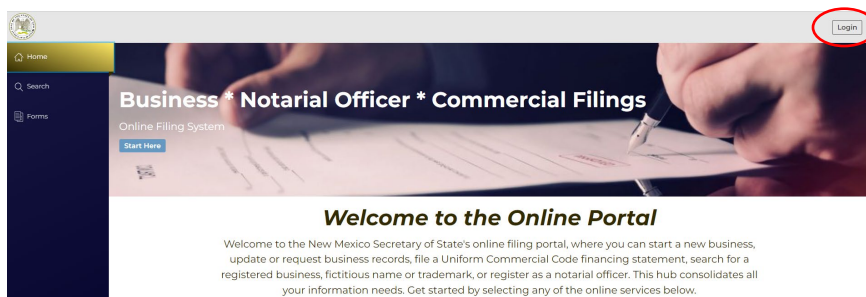 Login
Home
Search
Forms
Business * Notarial Officer * Commercial Filings
Online Filing System
Start Here
Welcome to the Online Portal
Welcome to the New Mexico Secretary of State's online filing portal, where you can start a new business,
update or request business records, file a Uniform Commercial Code financing statement, search for a
registered business, fictitious name or trademark, or register as a notarial officer. This hub consolidates all
your information needs. Get started by selecting any of the online services below.